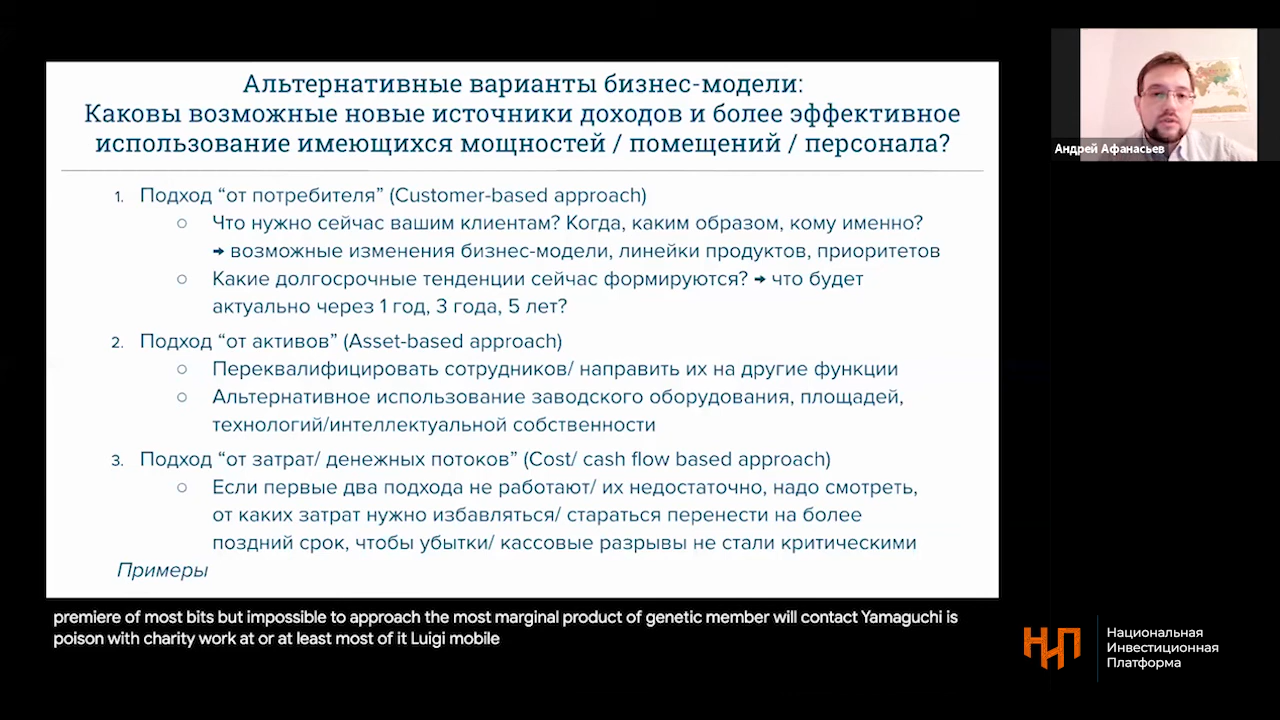 Альтернативные варианты бизнес-модели:
Каковы возможные новые источники доходов и более эффективное
использование имеющихся мощностей / помещений / персонала?
1. Подход “от потребителя” (Customer-based approach)
○ Что нужно сейчас вашим клиентам? Когда, каким образом, кому именно?
→ возможные изменения бизнес-модели, линейки продуктов, приоритетов
○ Какие долгосрочные тенденции сейчас формируются? → что будет
актуально через 1 год, 3 года, 5 лет?
2. Подход “от активов” (Asset-based approach)
○ Переквалифицировать сотрудников/ направить их на другие функции
○ Альтернативное использование заводского оборудования, площадей,
технологий/интеллектуальной собственности
3. Подход “от затрат/ денежных потоков” (Cost/ cash flow based approach)
○ Если первые два подхода не работают/ их недостаточно, надо смотреть,
от каких затрат нужно избавляться/ стараться перенести на более
поздний срок, чтобы убытки/ кассовые разрывы не стали критическими
Примеры
premiere of most bits but impossible to approach the most marginal product of genetic member will contact Yamaguchi is
poison with charity work at or at least most of it Luigi mobile
Андрей Афанасьев
НИП
Национальная
Инвестиционная
Платформа